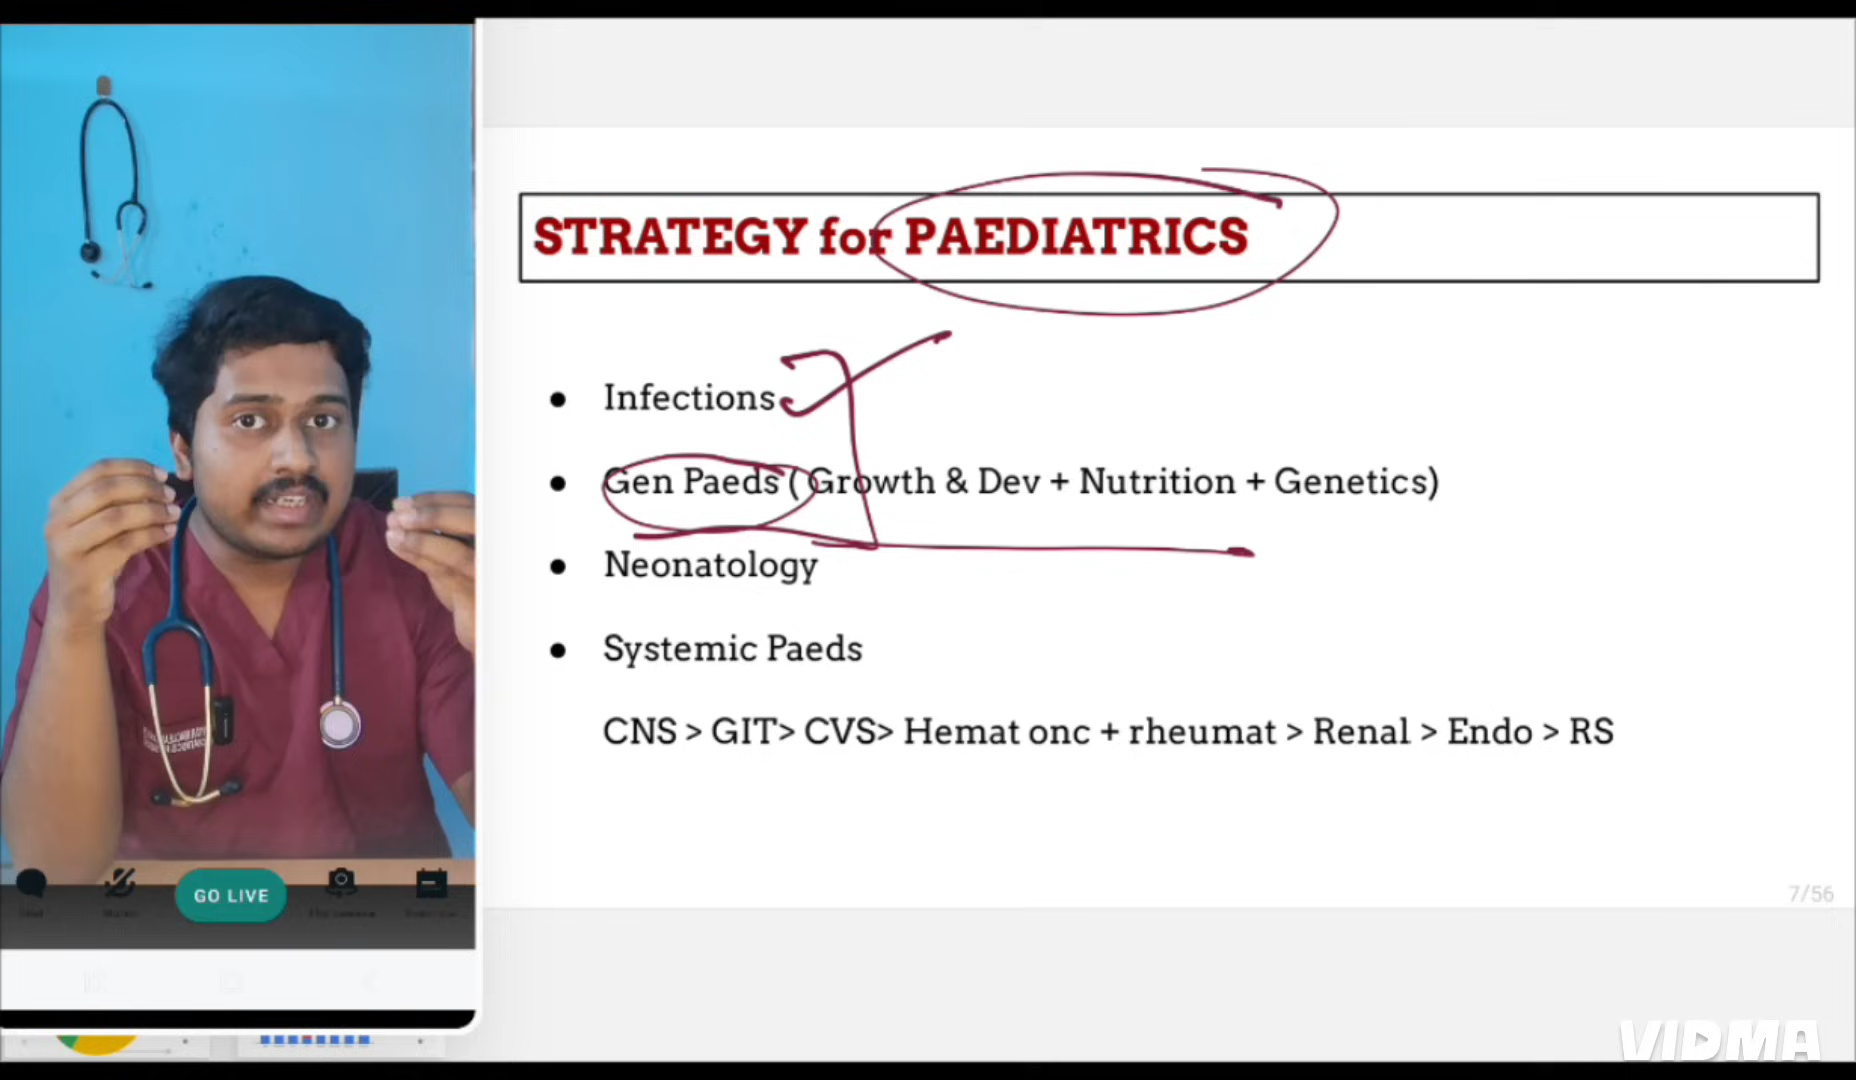 STRATEGY for PAEDIATRICS
● Infections
● Gen Paeds ( Growth & Dev + Nutrition + Genetics)
● Neonatology
● Systemic Paeds
CNS > GIT> CVS> Hemat onc + rheumat > Renal > Endo > RS
7/56
GO LIVE
VIDMA